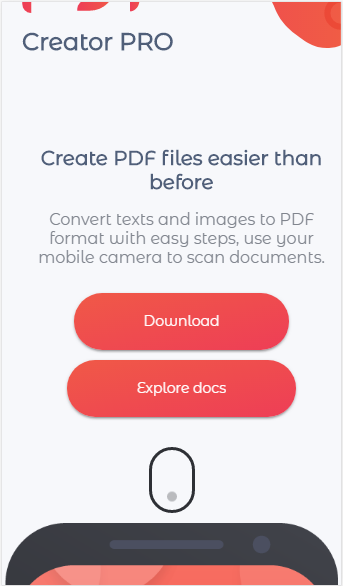 Creator PRO
Create PDF files easier than
before
Convert texts and images to PDF
format with easy steps, use your
mobile camera to scan documents.
Download
Explore docs